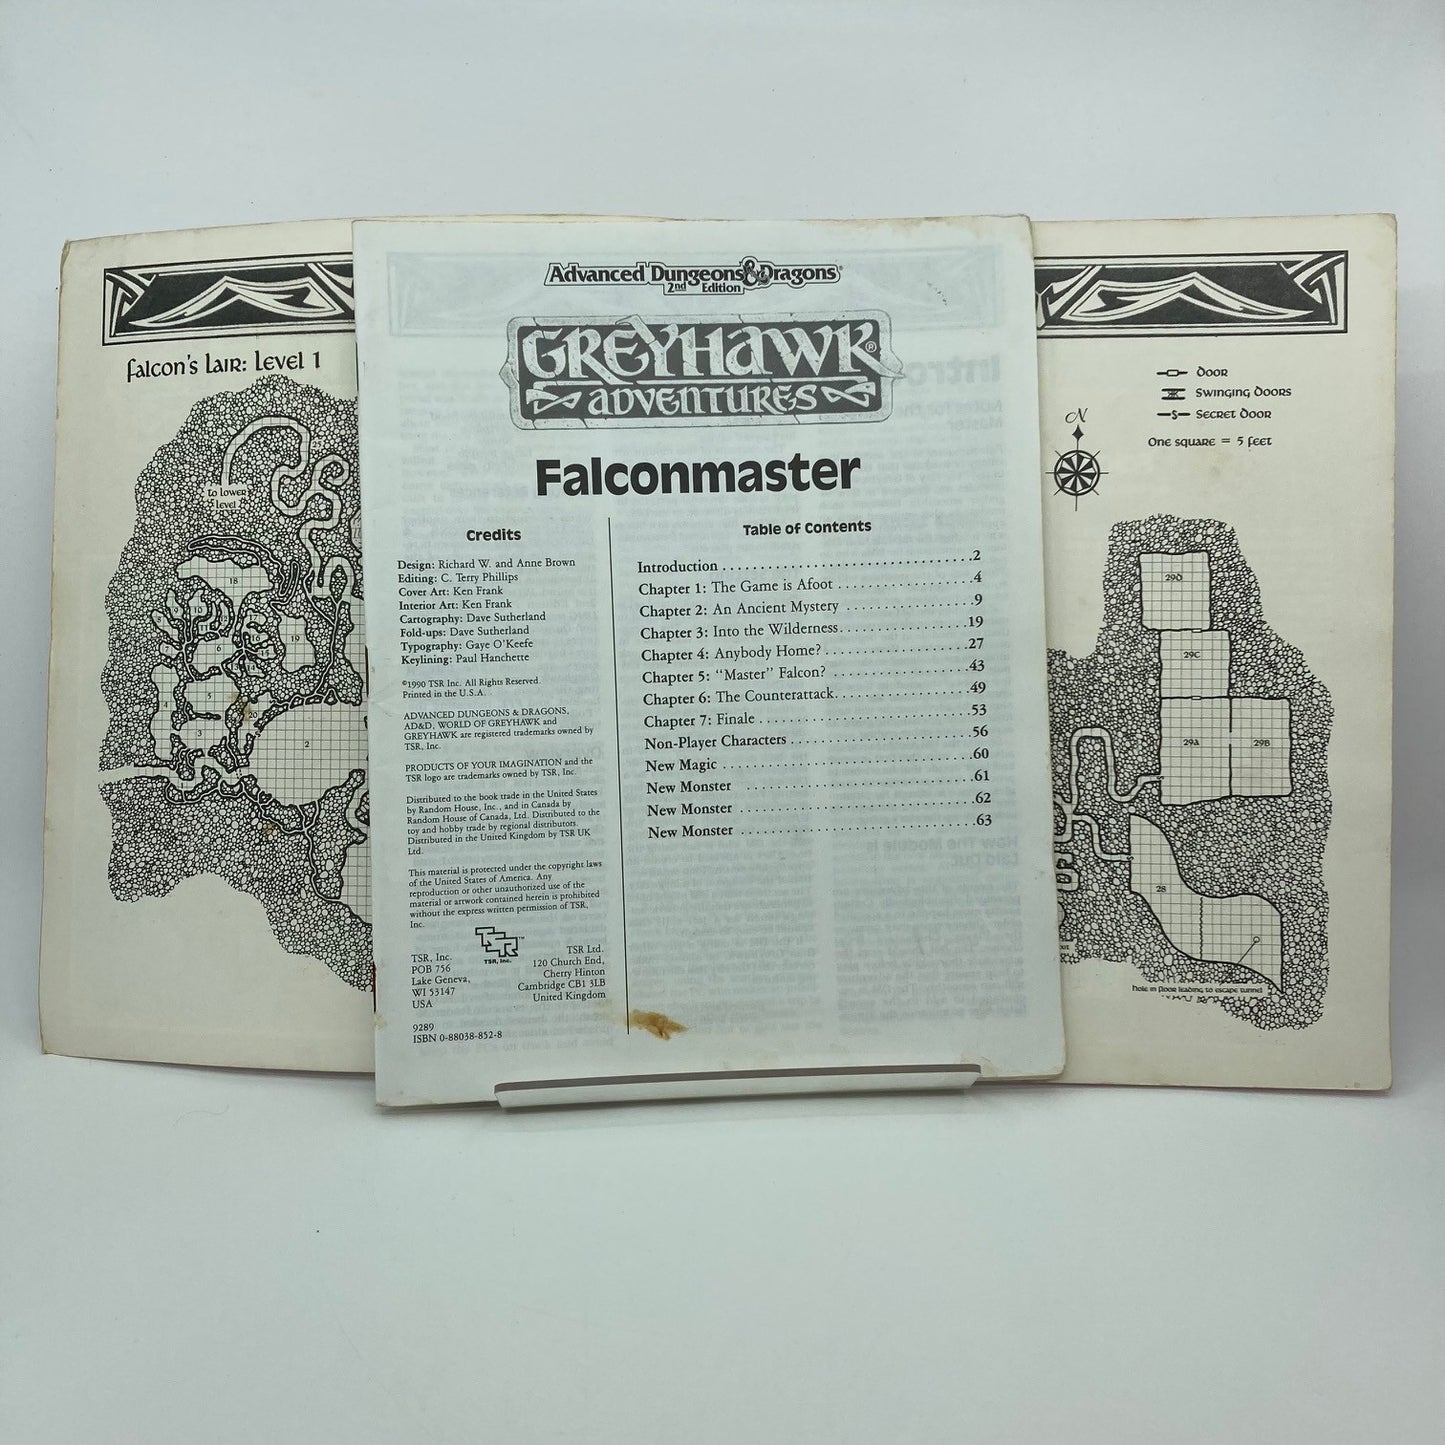 Falcon's Lair: Level 1
to lower
level
18
9
10
8
11
7
6
16
19
14
5
4
20
3
2
Advanced Dungeons & Dragons®
2nd Edition
GREYHAWK®
ADVENTURES
Falconmaster
Credits
Design: Richard W. and Anne Brown
Editing: C. Terry Phillips
Cover Art: Ken Frank
Interior Art: Ken Frank
Cartography: Dave Sutherland
Fold-ups: Dave Sutherland
Typography: Gaye O'Keefe
Keylining: Paul Hanchette
©1990 TSR Inc. All Rights Reserved.
Printed in the U.S.A.
ADVANCED DUNGEONS & DRAGONS,
AD&D, WORLD OF GREYHAWK and
GREYHAWK are registered trademarks owned by
TSR, Inc.
PRODUCTS OF YOUR IMAGINATION and the
TSR logo are trademarks owned by TSR, Inc.
Distributed to the book trade in the United States
by Random House, Inc., and in Canada by
Random House of Canada, Ltd. Distributed to the
toy and hobby trade by regional distributors.
Distributed in the United Kingdom by TSR UK
Ltd.
This material is protected under the copyright laws
of the United States of America. Any
reproduction or other unauthorized use of the
material or artwork contained herein is prohibited
without the express written permission of TSR,
Inc.
TSR™
TSR, Inc.
TSR, Inc.
POB 756
Lake Geneva,
WI 53147
USA
TSR Ltd.
120 Church End,
Cherry Hinton
Cambridge CB1 3LB
United Kingdom
9289
ISBN 0-88038-852-8
Table of Contents
Introduction . . . . . . . . . . . . . . . . . . . . . . . . . . . .2
Chapter 1: The Game is Afoot . . . . . . . . . . . . . . .4
Chapter 2: An Ancient Mystery . . . . . . . . . . . . . .9
Chapter 3: Into the Wilderness. . . . . . . . . . . . . . .19
Chapter 4: Anybody Home? . . . . . . . . . . . . . . . . .27
Chapter 5: "Master" Falcon? . . . . . . . . . . . . . . . .43
Chapter 6: The Counterattack. . . . . . . . . . . . . . . .49
Chapter 7: Finale . . . . . . . . . . . . . . . . . . . . . . . . .53
Non-Player Characters . . . . . . . . . . . . . . . . . . . . .56
New Magic . . . . . . . . . . . . . . . . . . . . . . . . . . . . .60
New Monster . . . . . . . . . . . . . . . . . . . . . . . . . . .61
New Monster . . . . . . . . . . . . . . . . . . . . . . . . . . .62
New Monster . . . . . . . . . . . . . . . . . . . . . . . . . . .63
Door
Swinging Doors
S Secret Door
One square = 5 feet
N
29D
29C
29A
29B
28
Hole in floor leading to escape tunnel